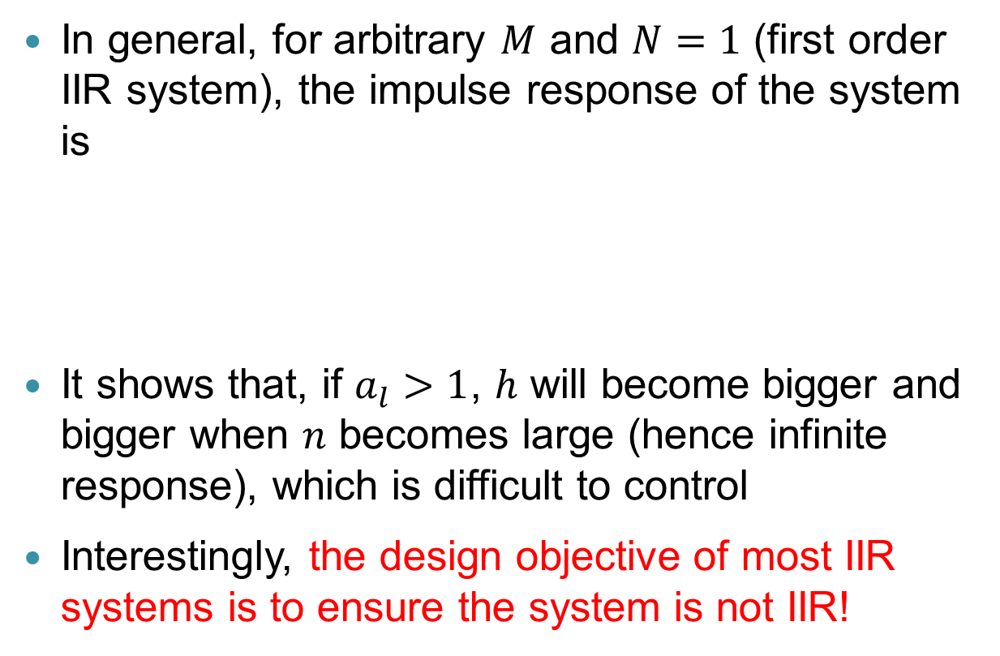 • In general, for arbitrary M and N = 1 (first order
IIR system), the impulse response of the system
is
• It shows that, if aₗ > 1, h will become bigger and
bigger when n becomes large (hence infinite
response), which is difficult to control
• Interestingly, the design objective of most IIR
systems is to ensure the system is not IIR!